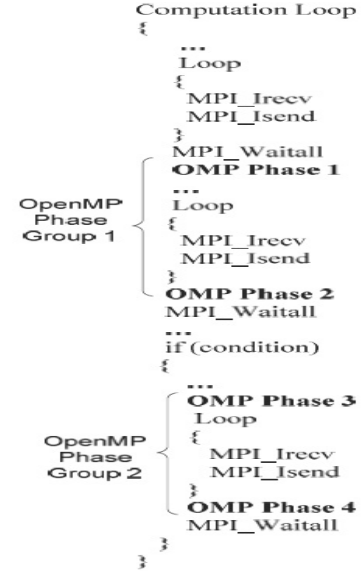 Computation Loop
{
...
Loop
{
MPI_Irecv
MPI_Isend
}
MPI_Waitall
OMP Phase 1
...
Loop
{
MPI_Irecv
MPI_Isend
}
OMP Phase 2
MPI_Waitall
...
if (condition)
{
...
OMP Phase 3
Loop
{
MPI_Irecv
MPI_Isend
}
OMP Phase 4
MPI_Waitall
}
}
OpenMP
Phase
Group 1
OpenMP
Phase
Group 2